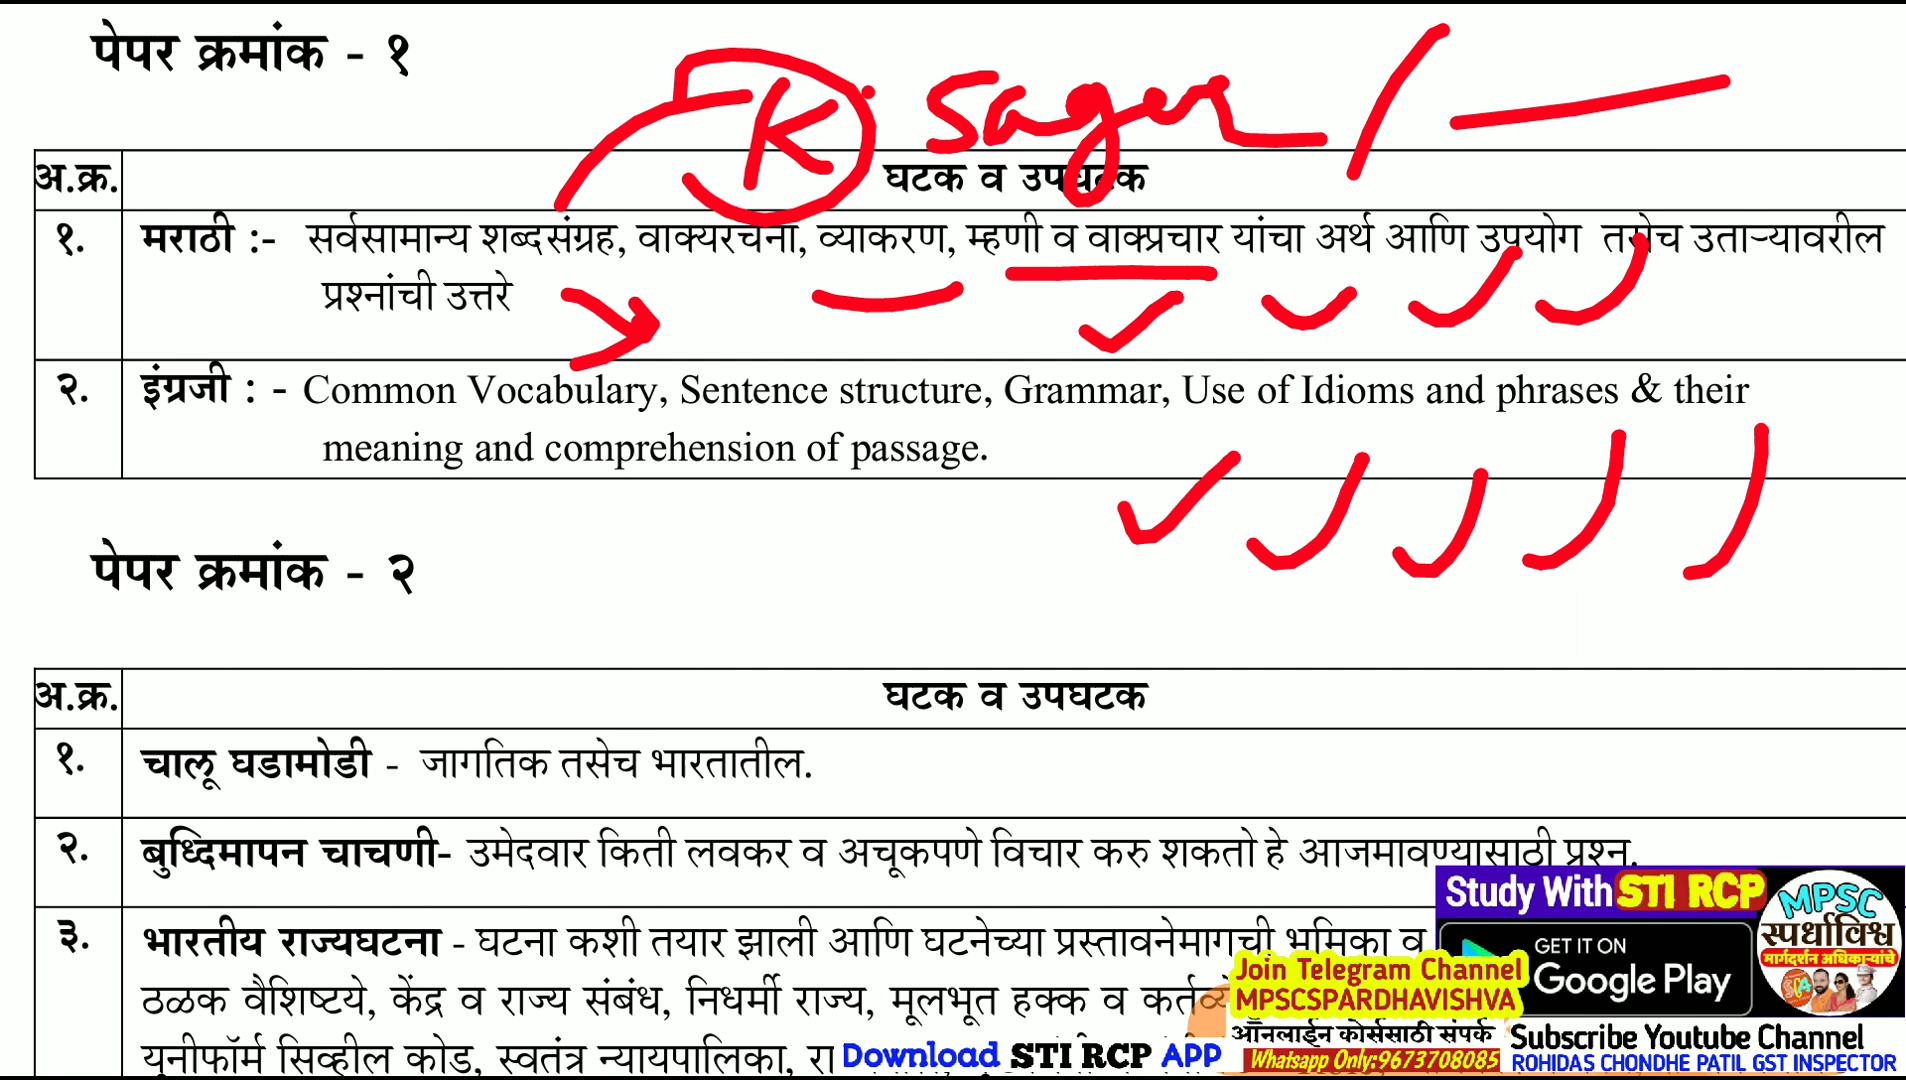 पेपर क्रमांक - १
K. Sagar / —
अ.क्र. घटक व उपघटक
१. मराठी :- सर्वसामान्य शब्दसंग्रह, वाक्यरचना, व्याकरण, म्हणी व वाक्प्रचार यांचा अर्थ आणि उपयोग तसेच उताऱ्यावरील
प्रश्नांची उत्तरे
२. इंग्रजी : - Common Vocabulary, Sentence structure, Grammar, Use of Idioms and phrases & their
meaning and comprehension of passage.
पेपर क्रमांक - २
अ.क्र. घटक व उपघटक
१. चालू घडामोडी - जागतिक तसेच भारतातील.
२. बुध्दिमापन चाचणी- उमेदवार किती लवकर व अचूकपणे विचार करु शकतो हे आजमावण्यासाठी प्रश्न.
३. भारतीय राज्यघटना - घटना कशी तयार झाली आणि घटनेच्या प्रस्तावनेमागची भूमिका व
ठळक वैशिष्टये, केंद्र व राज्य संबंध, निधर्मी राज्य, मूलभूत हक्क व
यूनीफॉर्म सिव्हील कोड, स्वतंत्र न्यायपालिका,
Study With STI RCP
GET IT ON
Google Play
MPSC
स्पर्धाविश्व
मार्गदर्शन अधिकाऱ्यांचे
Join Telegram Channel
MPSCSPARDHAVISHVA
ऑनलाईन कोर्ससाठी संपर्क
Whatsapp Only:9673708085
Download STI RCP APP
Subscribe Youtube Channel
ROHIDAS CHONDHE PATIL GST INSPECTOR